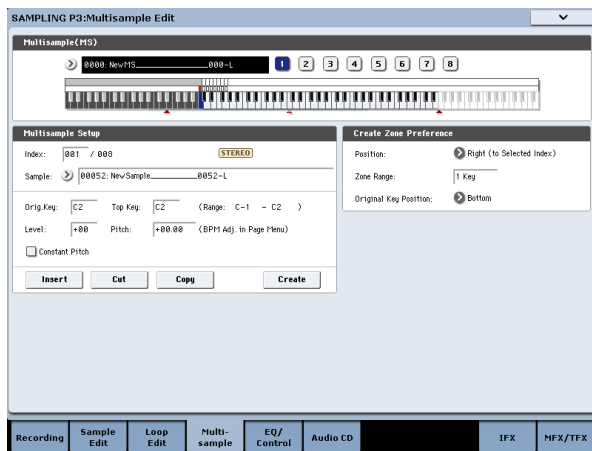 SAMPLING P3:Multisample Edit
Multisample(MS)
0000: NewMS_____________000-L
1 2 3 4 5 6 7 8
Multisample Setup
Index: 001 / 008 STEREO
Sample: 00052: NewSample_________0052-L
Orig.Key: C2 Top Key: C2 (Range: C-1 - C2 )
Level: +00 Pitch: +00.00 (BPM Adj. in Page Menu)
Constant Pitch
Insert Cut Copy Create
Create Zone Preference
Position: Right (to Selected Index)
Zone Range: 1 Key
Original Key Position: Bottom
Recording Sample Edit Loop Edit Multi-sample EQ/Control Audio CD IFX MFX/TFX